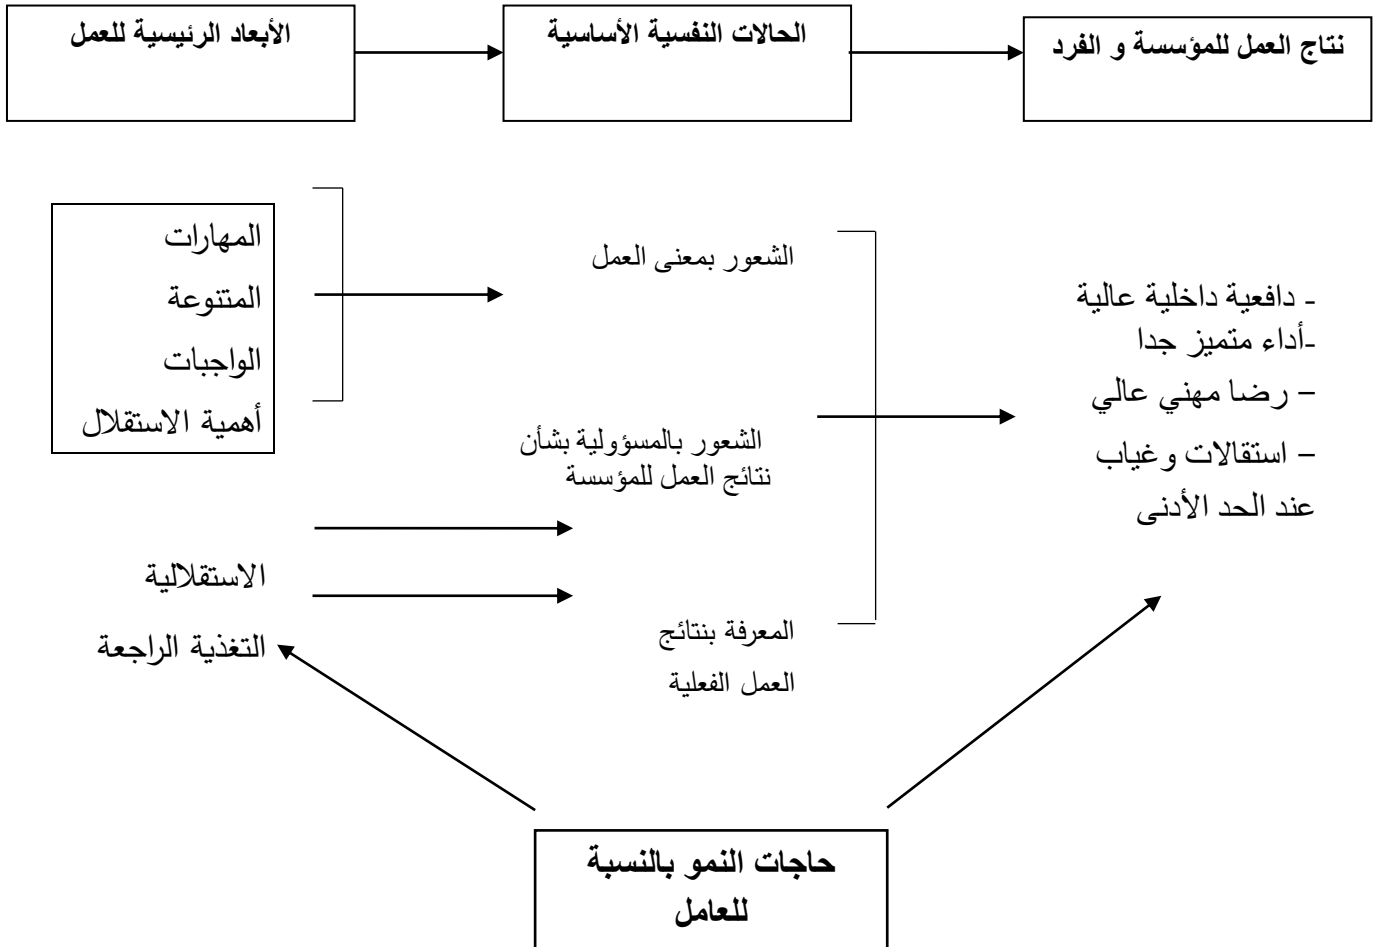 الأبعاد الرئيسية للعمل
الحالات النفسية الأساسية
نتاج العمل للمؤسسة و الفرد
المهارات
المتنوعة
الواجبات
أهمية الاستقلال
الاستقلالية
التغذية الراجعة
الشعور بمعنى العمل
الشعور بالمسؤولية بشأن
نتائج العمل للمؤسسة
المعرفة بنتائج
العمل الفعلية
- دافعية داخلية عالية
-أداء متميز جدا
– رضا مهني عالي
– استقالات وغياب
عند الحد الأدنى
حاجات النمو بالنسبة
للعامل